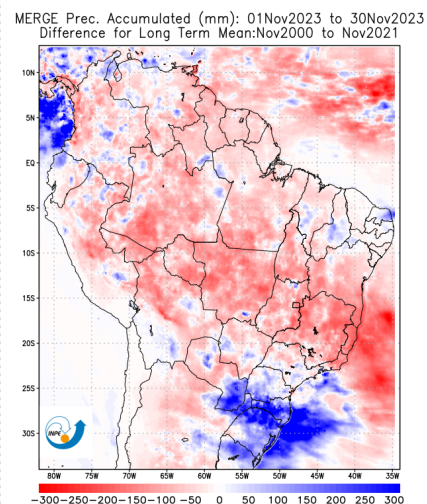 MERGE Prec. Accumulated (mm): 01Nov2023 to 30Nov2023
Difference for Long Term Mean:Nov2000 to Nov2021
10N
5N
EQ
5S
10S
15S
20S
25S
30S
INPE
80W 75W 70W 65W 60W 55W 50W 45W 40W 35W
-300 -250 -200 -150 -100 -50 0 50 100 150 200 250 300